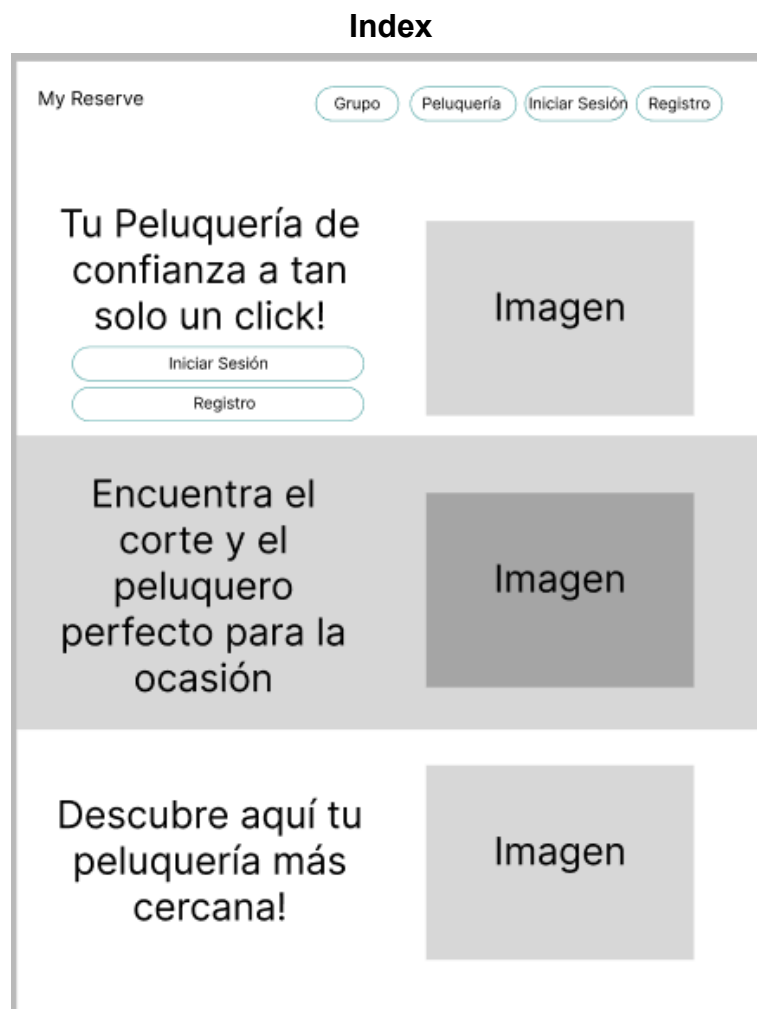 Index
My Reserve
Grupo
Peluquería
Iniciar Sesión
Registro
Tu Peluquería de
confianza a tan
solo un click!
Iniciar Sesión
Registro
Imagen
Encuentra el
corte y el
peluquero
perfecto para la
ocasión
Imagen
Descubre aquí tu
peluquería más
cercana!
Imagen